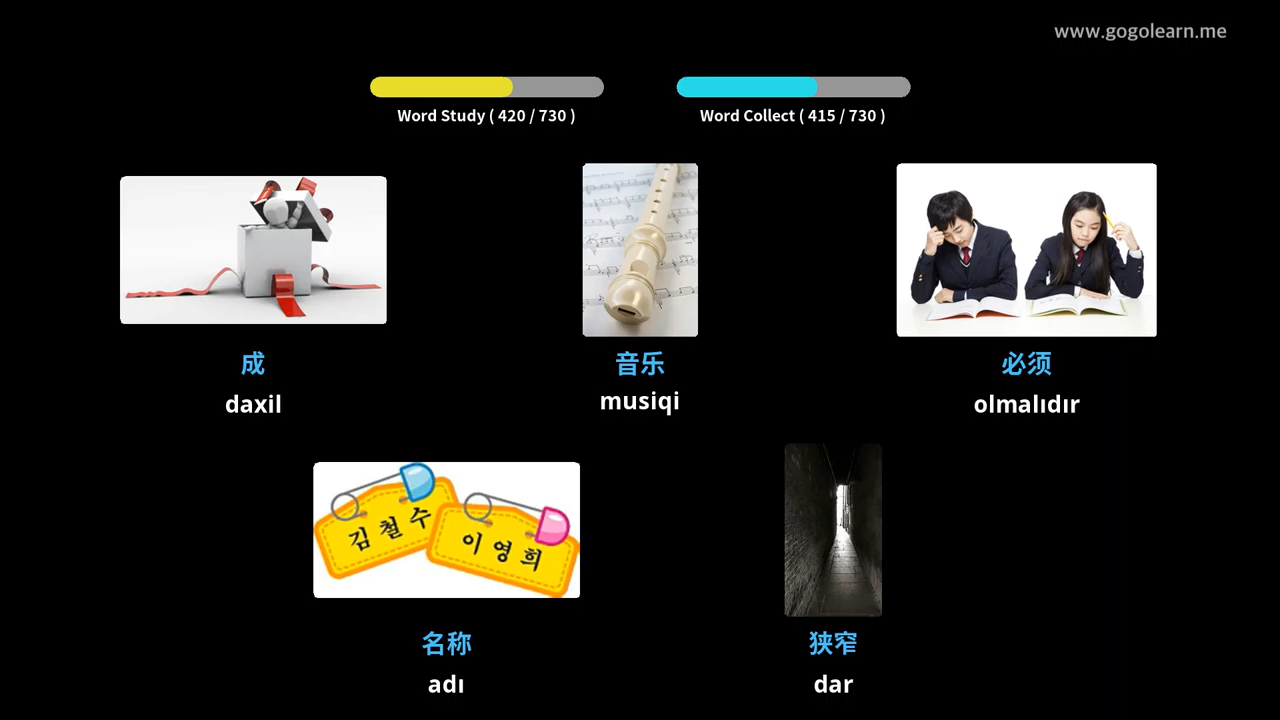 www.gogolearn.me
Word Study ( 420 / 730 )
Word Collect ( 415 / 730 )
成
daxil
音乐
musiqi
必须
olmalıdır
김철수
이영희
名称
adı
狭窄
dar